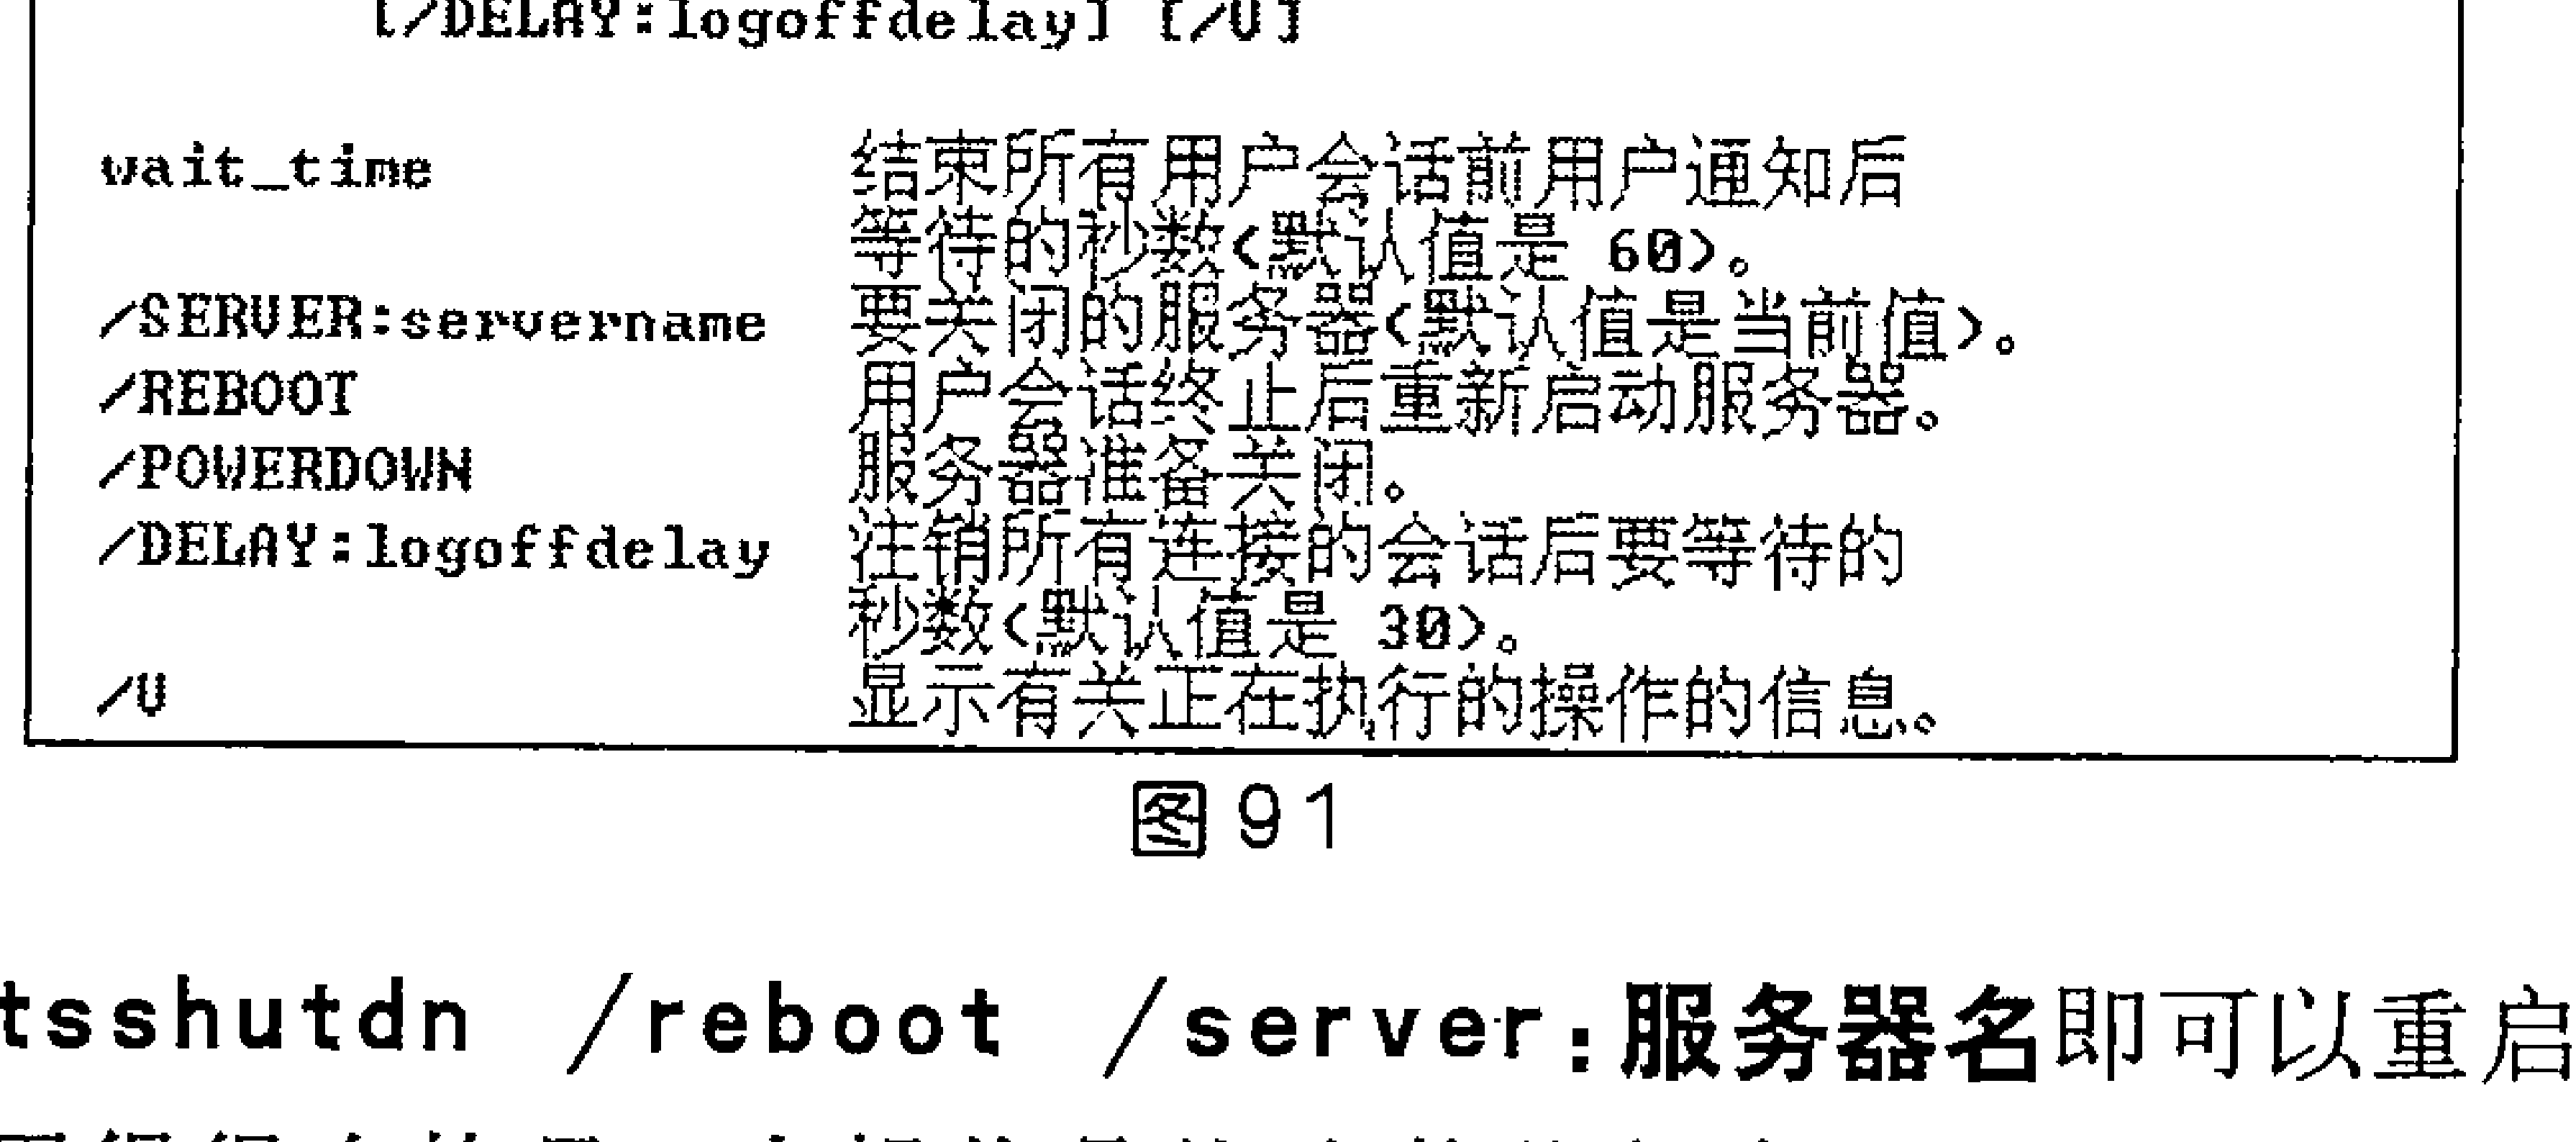 [/DELAY:logoffdelay] [/V]
wait_time 结束所有用户会话前用户通知后
等待的秒数(默认值是 60)。
/SERVER:servername 要关闭的服务器(默认值是当前值)。
/REBOOT 用户会话终止后重新启动服务器。
/POWERDOWN 服务器准备关闭。
/DELAY:logoffdelay 注销所有连接的会话后要等待的
秒数(默认值是 30)。
/V 显示有关正在执行的操作的信息。
图91
tsshutdn /reboot /server:服务器名即可以重启